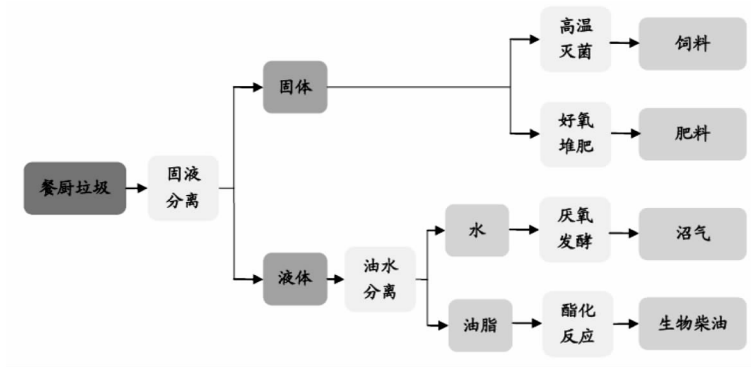 餐厨垃圾
固液
分离
固体
高温
灭菌
饲料
好氧
堆肥
肥料
液体
油水
分离
水
厌氧
发酵
沼气
油脂
酯化
反应
生物柴油